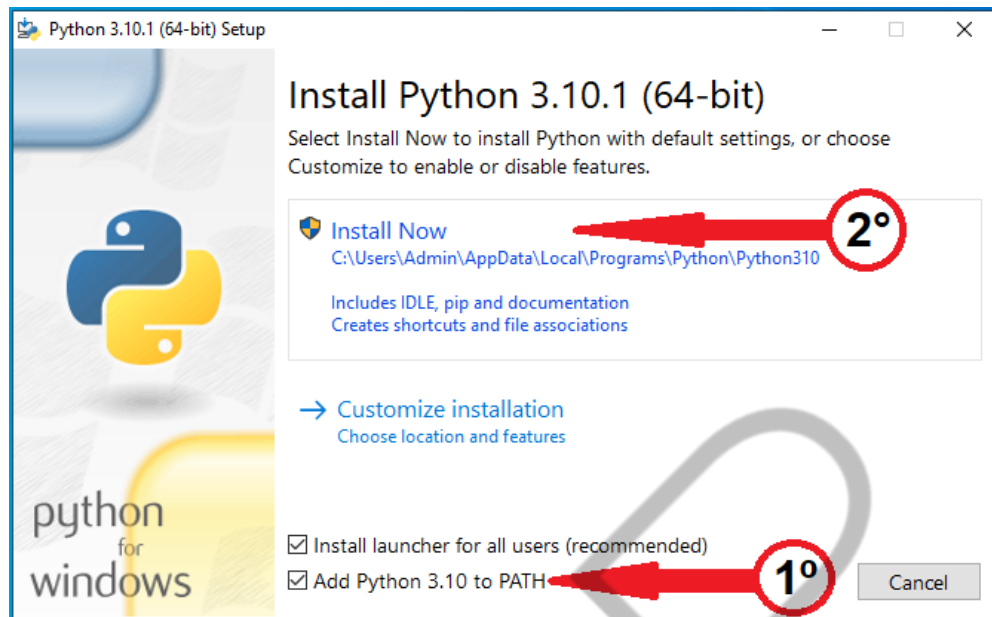 Python 3.10.1 (64-bit) Setup
Install Python 3.10.1 (64-bit)
Select Install Now to install Python with default settings, or choose
Customize to enable or disable features.
Install Now
2°
C:\Users\Admin\AppData\Local\Programs\Python\Python310
Includes IDLE, pip and documentation
Creates shortcuts and file associations
Customize installation
Choose location and features
python
for
windows
Install launcher for all users (recommended)
Add Python 3.10 to PATH
1º
Cancel